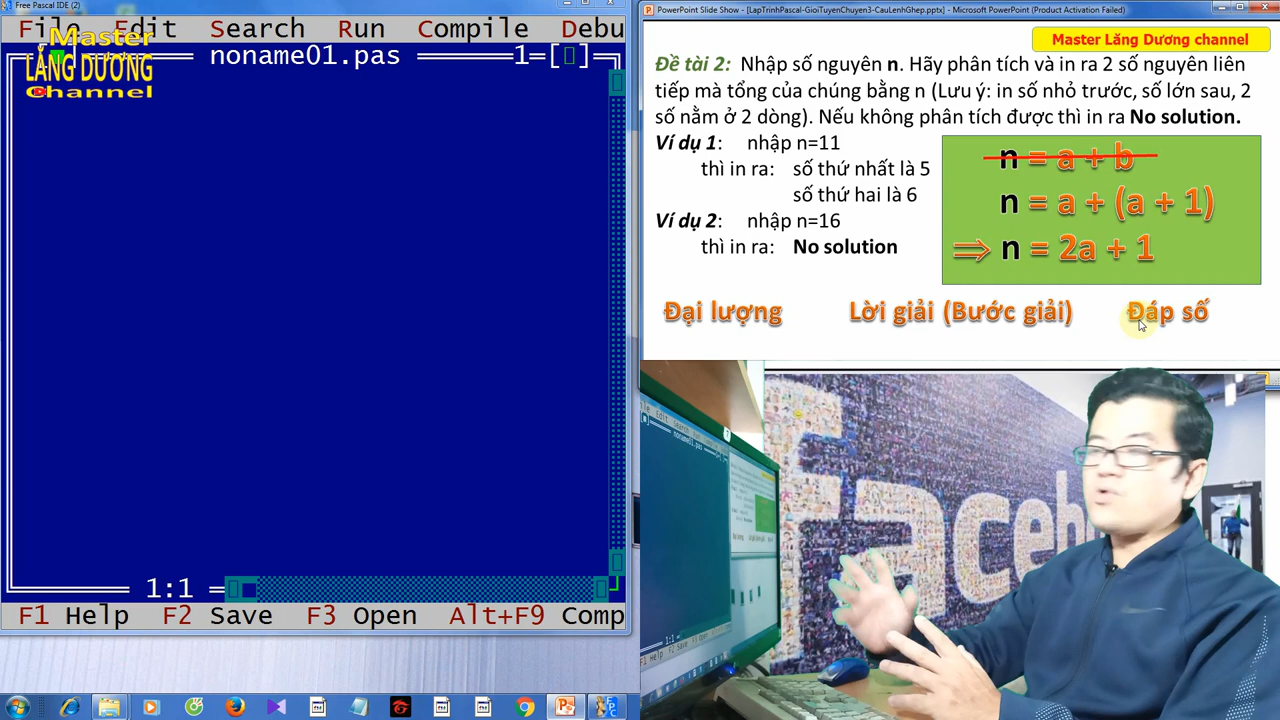 Free Pascal IDE (2)
File Edit Search Run Compile Debu
Master
LẮNG DƯƠNG
Channel
noname01.pas 1
1:1
F1 Help F2 Save F3 Open Alt+F9 Comp
PowerPoint Slide Show - [LapTrinhPascal-GioiTuyenChuyen3-CauLenhGhep.pptx] - Microsoft PowerPoint (Product Activation Failed)
Master Lăng Dương channel
Đề tài 2: Nhập số nguyên n. Hãy phân tích và in ra 2 số nguyên liên
tiếp mà tổng của chúng bằng n (Lưu ý: in số nhỏ trước, số lớn sau, 2
số nằm ở 2 dòng). Nếu không phân tích được thì in ra No solution.
Ví dụ 1: nhập n=11
thì in ra: số thứ nhất là 5
số thứ hai là 6
Ví dụ 2: nhập n=16
thì in ra: No solution
n = a + b
n = a + (a + 1)
⇒ n = 2a + 1
Đại lượng Lời giải (Bước giải) Đáp số
faceb